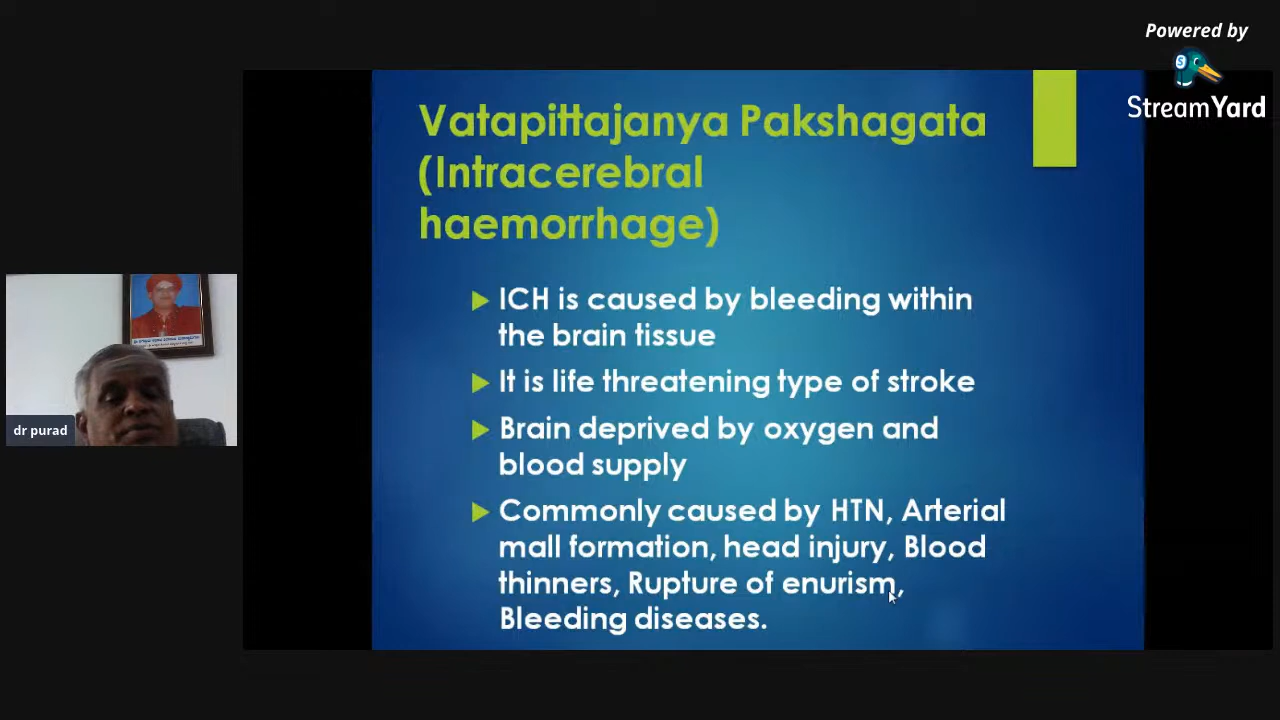 Powered by
StreamYard
Vatapittajanya Pakshagata
(Intracerebral
haemorrhage)
ICH is caused by bleeding within
the brain tissue
It is life threatening type of stroke
Brain deprived by oxygen and
blood supply
Commonly caused by HTN, Arterial
mall formation, head injury, Blood
thinners, Rupture of enurism,
Bleeding diseases.
dr purad